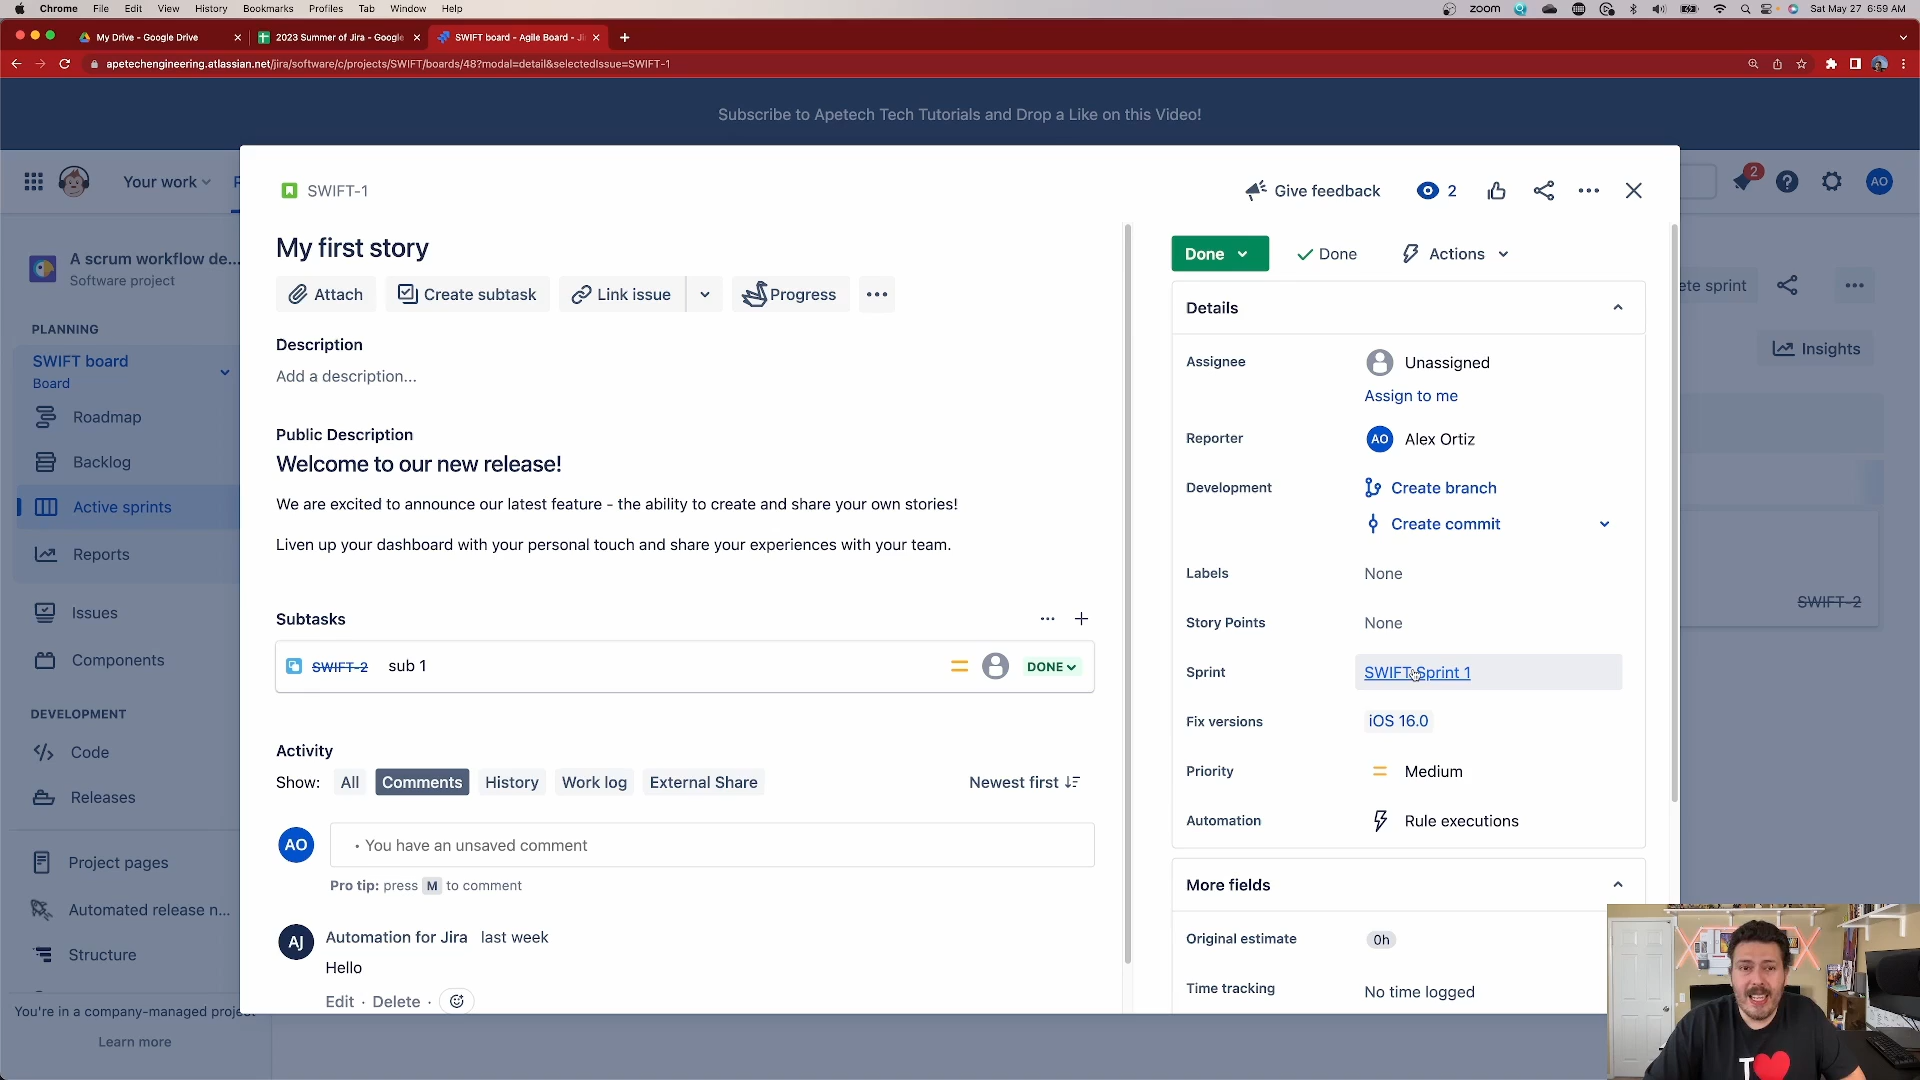 Chrome File Edit View History Bookmarks Profiles Tab Window Help
zoom Sat May 27 6:59 AM
My Drive - Google Drive
2023 Summer of Jira - Google
SWIFT board - Agile Board - Ji
apetechengineering.atlassian.net/jira/software/c/projects/SWIFT/boards/48?modal=detail&selectedIssue=SWIFT-1
Subscribe to Apetech Tech Tutorials and Drop a Like on this Video!
Your work
2
AO
A scrum workflow de...
Software project
PLANNING
SWIFT board
Board
Roadmap
Backlog
Active sprints
Reports
Issues
Components
DEVELOPMENT
Code
Releases
Project pages
Automated release n...
Structure
You're in a company-managed project
Learn more
SWIFT-1
Give feedback
2
My first story
Attach
Create subtask
Link issue
Progress
Description
Add a description...
Public Description
Welcome to our new release!
We are excited to announce our latest feature - the ability to create and share your own stories!
Liven up your dashboard with your personal touch and share your experiences with your team.
Subtasks
SWIFT-2 sub 1 DONE
Activity
Show: All Comments History Work log External Share Newest first
AO
• You have an unsaved comment
Pro tip: press M to comment
AJ
Automation for Jira last week
Hello
Edit · Delete ·
Done
Done
Actions
Details
Assignee Unassigned
Assign to me
Reporter AO Alex Ortiz
Development Create branch
Create commit
Labels None
Story Points None
Sprint SWIFT Sprint 1
Fix versions iOS 16.0
Priority Medium
Automation Rule executions
More fields
Original estimate 0h
Time tracking No time logged
ete sprint
Insights
SWIFT-2